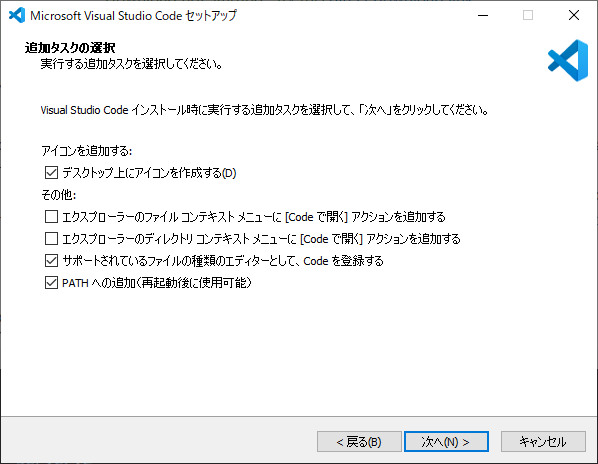 Microsoft Visual Studio Code セットアップ
追加タスクの選択
実行する追加タスクを選択してください。
Visual Studio Code インストール時に実行する追加タスクを選択して、「次へ」をクリックしてください。
アイコンを追加する:
デスクトップ上にアイコンを作成する(D)
その他:
エクスプローラーのファイル コンテキスト メニューに [Code で開く] アクションを追加する
エクスプローラーのディレクトリ コンテキスト メニューに [Code で開く] アクションを追加する
サポートされているファイルの種類のエディターとして、Code を登録する
PATH への追加（再起動後に使用可能）
< 戻る(B) 次へ(N) > キャンセル